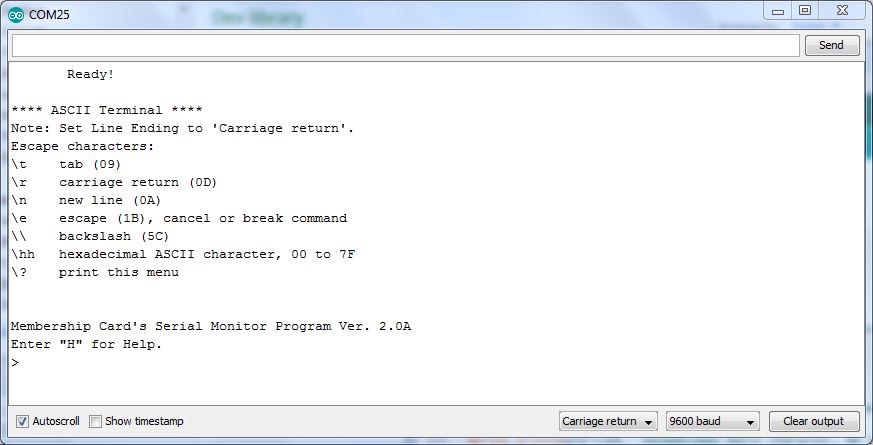 COM25
Dev library
Send
Ready!
**** ASCII Terminal ****
Note: Set Line Ending to 'Carriage return'.
Escape characters:
\t    tab (09)
\r    carriage return (0D)
\n    new line (0A)
\e    escape (1B), cancel or break command
\\    backslash (5C)
\hh   hexadecimal ASCII character, 00 to 7F
\?    print this menu
Membership Card's Serial Monitor Program Ver. 2.0A
Enter "H" for Help.
>
Autoscroll Show timestamp Carriage return 9600 baud Clear output